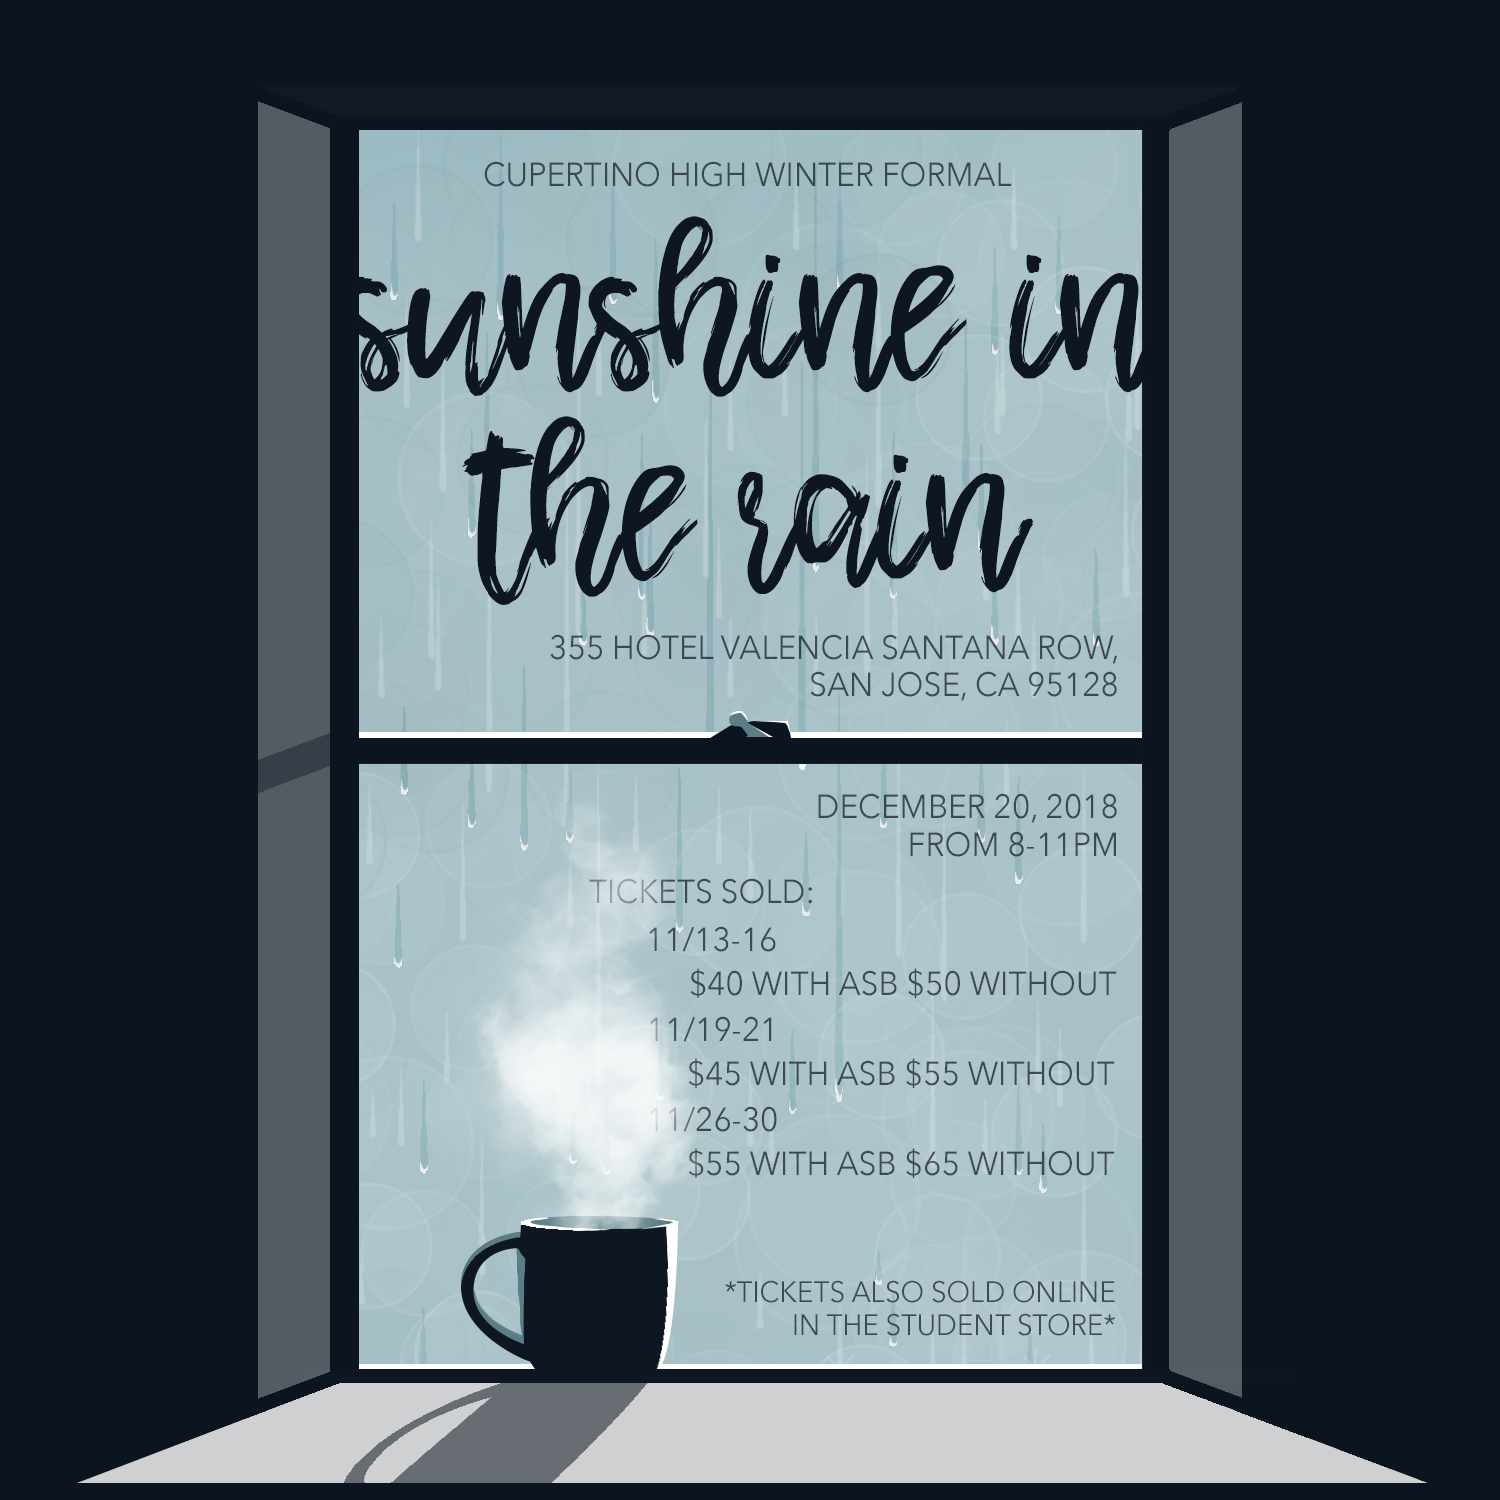 CUPERTINO HIGH WINTER FORMAL
sunshine in
the rain
355 HOTEL VALENCIA SANTANA ROW,
SAN JOSE, CA 95128
DECEMBER 20, 2018
FROM 8-11PM
TICKETS SOLD:
11/13-16
$40 WITH ASB $50 WITHOUT
11/19-21
$45 WITH ASB $55 WITHOUT
11/26-30
$55 WITH ASB $65 WITHOUT
*TICKETS ALSO SOLD ONLINE
IN THE STUDENT STORE*